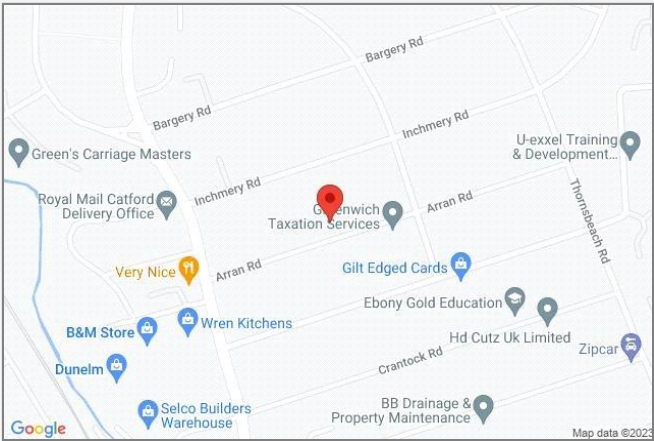 Bargery Rd
Bargery Rd
Inchmery Rd
U-exxel Training
& Development...
Green's Carriage Masters
Inchmery Rd
Royal Mail Catford
Delivery Office
Thornsbeach Rd
Arran Rd
Taxation Services
Very Nice
Arran Rd
Gilt Edged Cards
Ebony Gold Education
Wren Kitchens
B&M Store
Hd Cutz Uk Limited
Zipcar
Crantock Rd
Dunelm
BB Drainage &
Property Maintenance
Selco Builders
Warehouse
Google
Map data ©2023